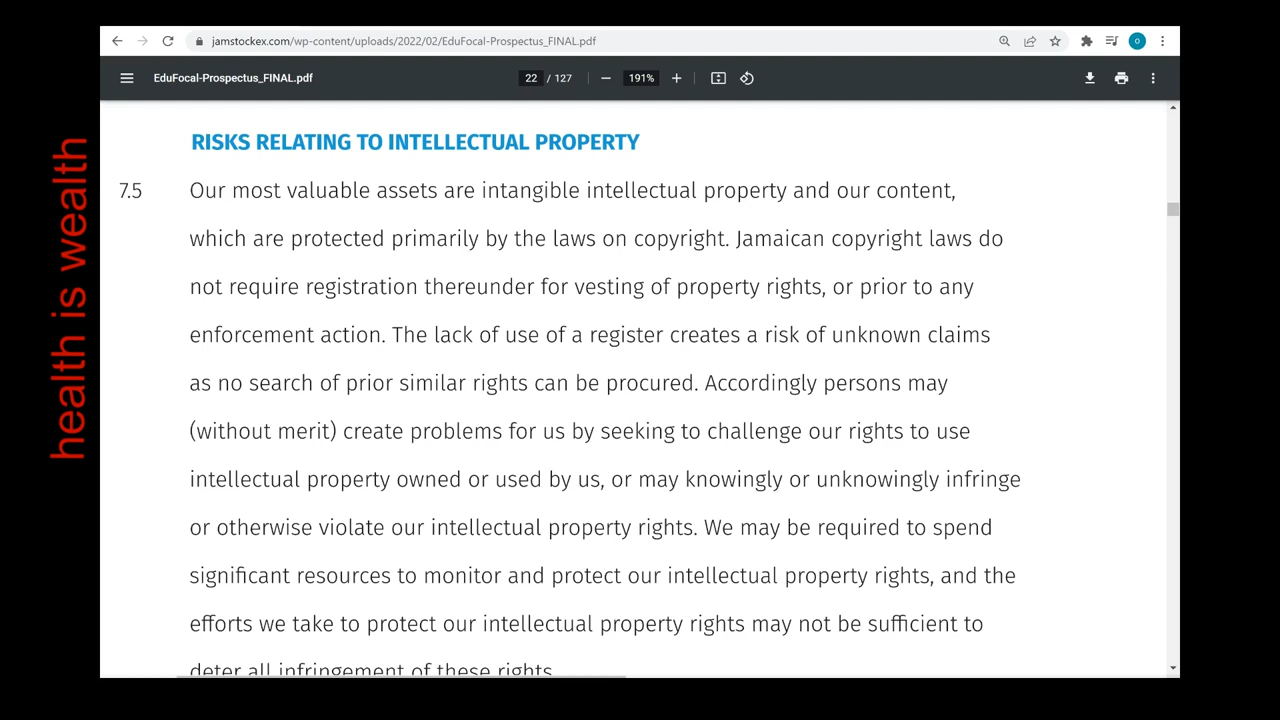 health is wealth
jamstockex.com/wp-content/uploads/2022/02/EduFocal-Prospectus_FINAL.pdf
o
EduFocal-Prospectus_FINAL.pdf
22 / 127
191%
RISKS RELATING TO INTELLECTUAL PROPERTY
7.5 Our most valuable assets are intangible intellectual property and our content,
which are protected primarily by the laws on copyright. Jamaican copyright laws do
not require registration thereunder for vesting of property rights, or prior to any
enforcement action. The lack of use of a register creates a risk of unknown claims
as no search of prior similar rights can be procured. Accordingly persons may
(without merit) create problems for us by seeking to challenge our rights to use
intellectual property owned or used by us, or may knowingly or unknowingly infringe
or otherwise violate our intellectual property rights. We may be required to spend
significant resources to monitor and protect our intellectual property rights, and the
efforts we take to protect our intellectual property rights may not be sufficient to
deter all infringement of these rights.